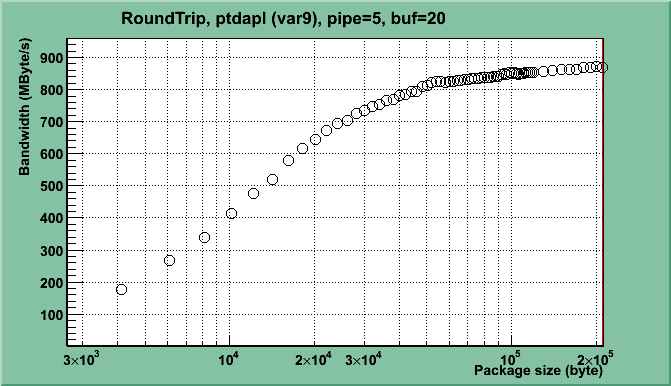 RoundTrip, ptdapl (var9), pipe=5, buf=20
Bandwidth (MByte/s)
900
800
700
600
500
400
300
200
100
3×10³ 10⁴ 2×10⁴ 3×10⁴ 10⁵ 2×10⁵
Package size (byte)